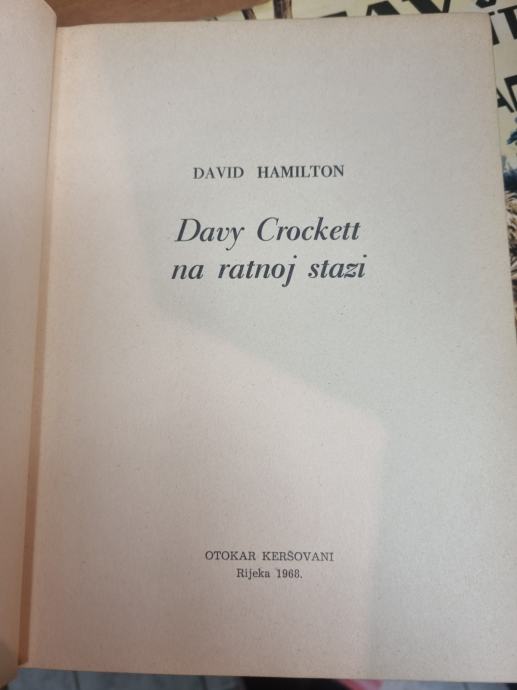 DAVID HAMILTON
Davy Crockett
na ratnoj stazi
OTOKAR KERŠOVANI
Rijeka 1968.